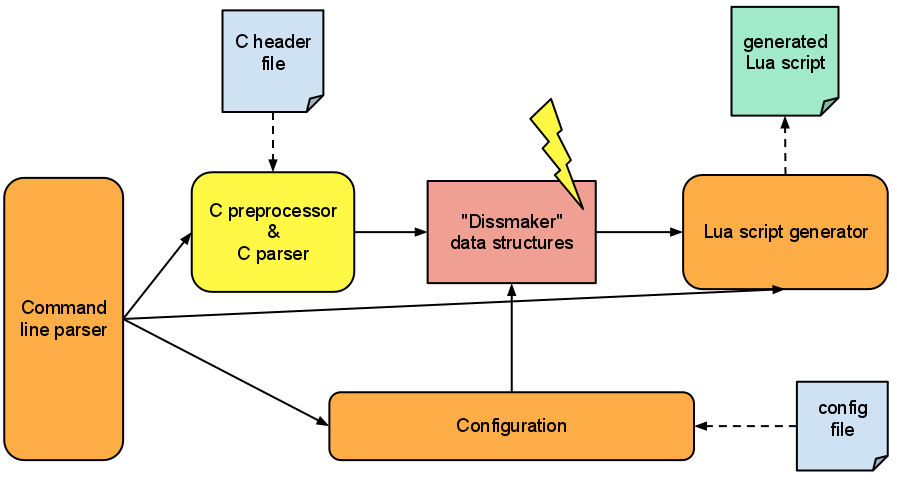 C header
file
generated
Lua script
C preprocessor
&
C parser
"Dissmaker"
data structures
Lua script generator
Command
line parser
Configuration
config
file